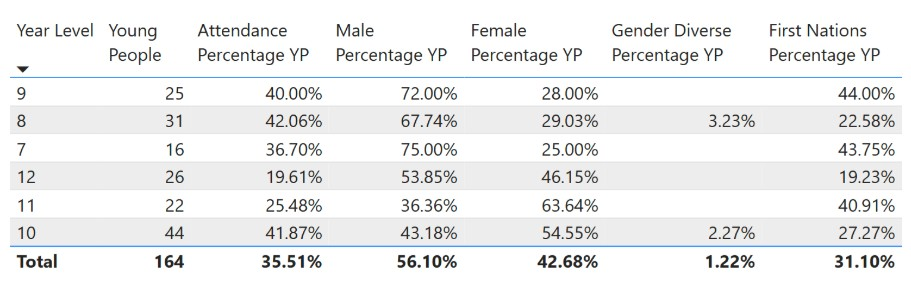 Year Level Young People Attendance Percentage YP Male Percentage YP Female Percentage YP Gender Diverse Percentage YP First Nations Percentage YP
9 25 40.00% 72.00% 28.00% 44.00%
8 31 42.06% 67.74% 29.03% 3.23% 22.58%
7 16 36.70% 75.00% 25.00% 43.75%
12 26 19.61% 53.85% 46.15% 19.23%
11 22 25.48% 36.36% 63.64% 40.91%
10 44 41.87% 43.18% 54.55% 2.27% 27.27%
Total 164 35.51% 56.10% 42.68% 1.22% 31.10%